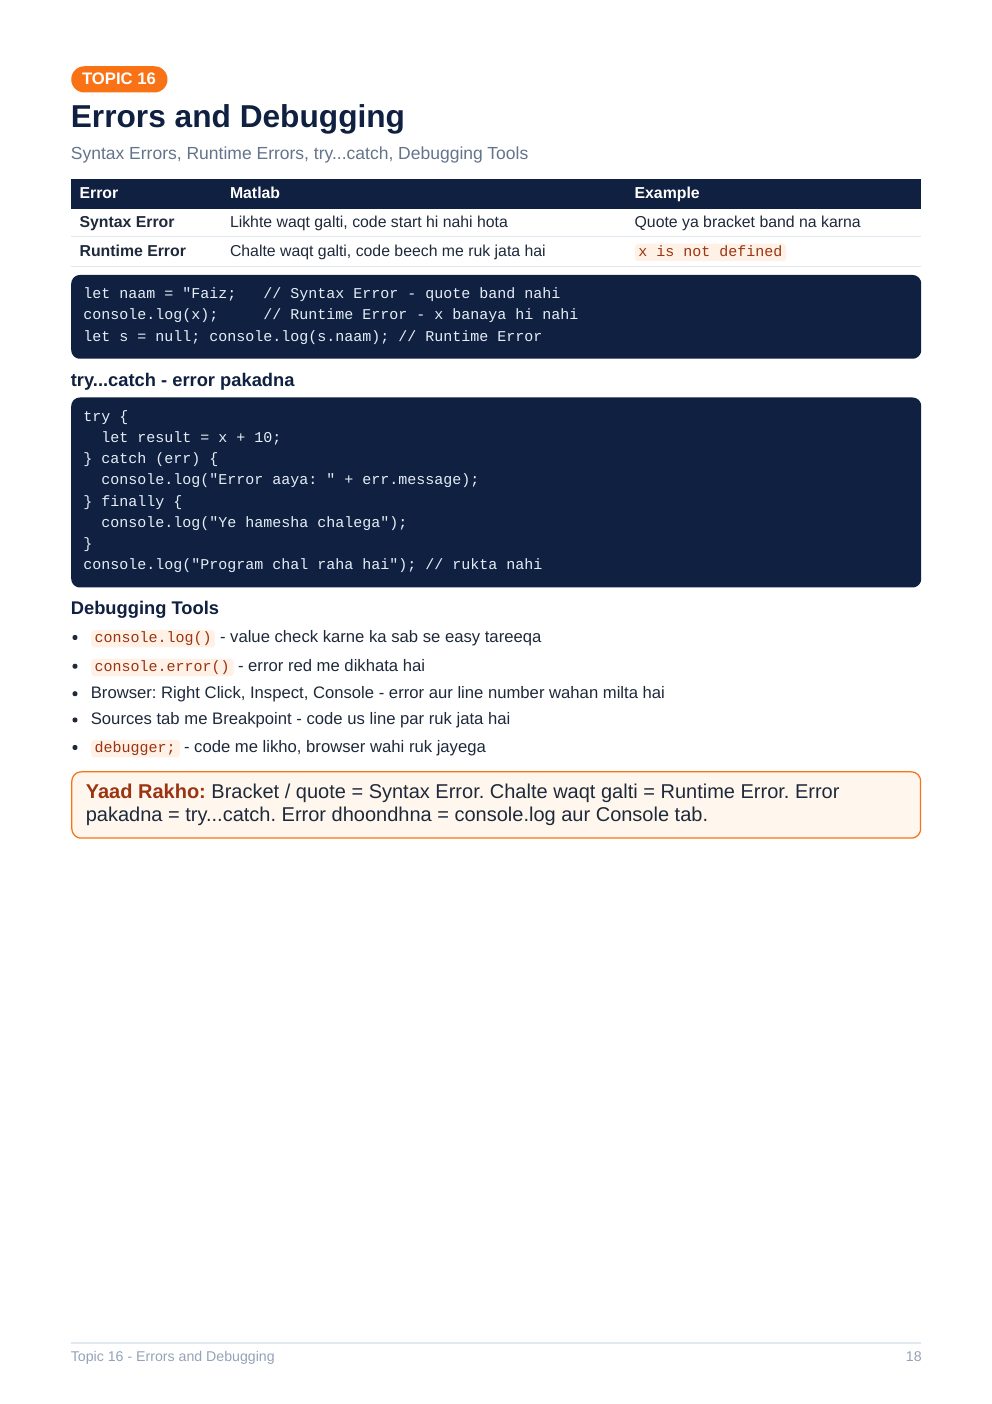 TOPIC 16
Errors and Debugging
Syntax Errors, Runtime Errors, try...catch, Debugging Tools
Error Matlab Example
Syntax Error Likhte waqt galti, code start hi nahi hota Quote ya bracket band na karna
Runtime Error Chalte waqt galti, code beech me ruk jata hai x is not defined
let naam = "Faiz;   // Syntax Error - quote band nahi
console.log(x);     // Runtime Error - x banaya hi nahi
let s = null; console.log(s.naam); // Runtime Error
try...catch - error pakadna
try {
  let result = x + 10;
} catch (err) {
  console.log("Error aaya: " + err.message);
} finally {
  console.log("Ye hamesha chalega");
}
console.log("Program chal raha hai"); // rukta nahi
Debugging Tools
• console.log() - value check karne ka sab se easy tareeqa
• console.error() - error red me dikhata hai
• Browser: Right Click, Inspect, Console - error aur line number wahan milta hai
• Sources tab me Breakpoint - code us line par ruk jata hai
• debugger; - code me likho, browser wahi ruk jayega
Yaad Rakho: Bracket / quote = Syntax Error. Chalte waqt galti = Runtime Error. Error
pakadna = try...catch. Error dhoondhna = console.log aur Console tab.
Topic 16 - Errors and Debugging 18